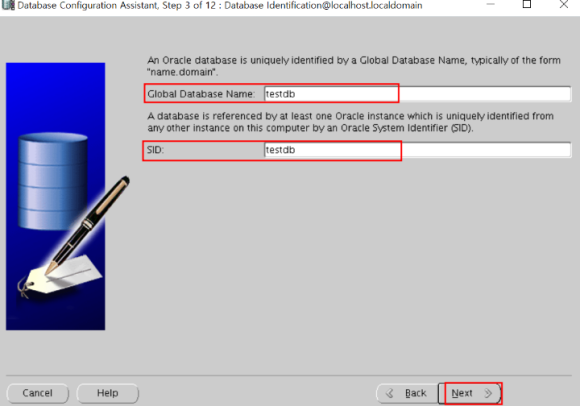 Database Configuration Assistant, Step 3 of 12 : Database Identification@localhost.localdomain
An Oracle database is uniquely identified by a Global Database Name, typically of the form
"name.domain".
Global Database Name: testdb
A database is referenced by at least one Oracle instance which is uniquely identified from
any other instance on this computer by an Oracle System Identifier (SID).
SID: testdb
Cancel Help Back Next